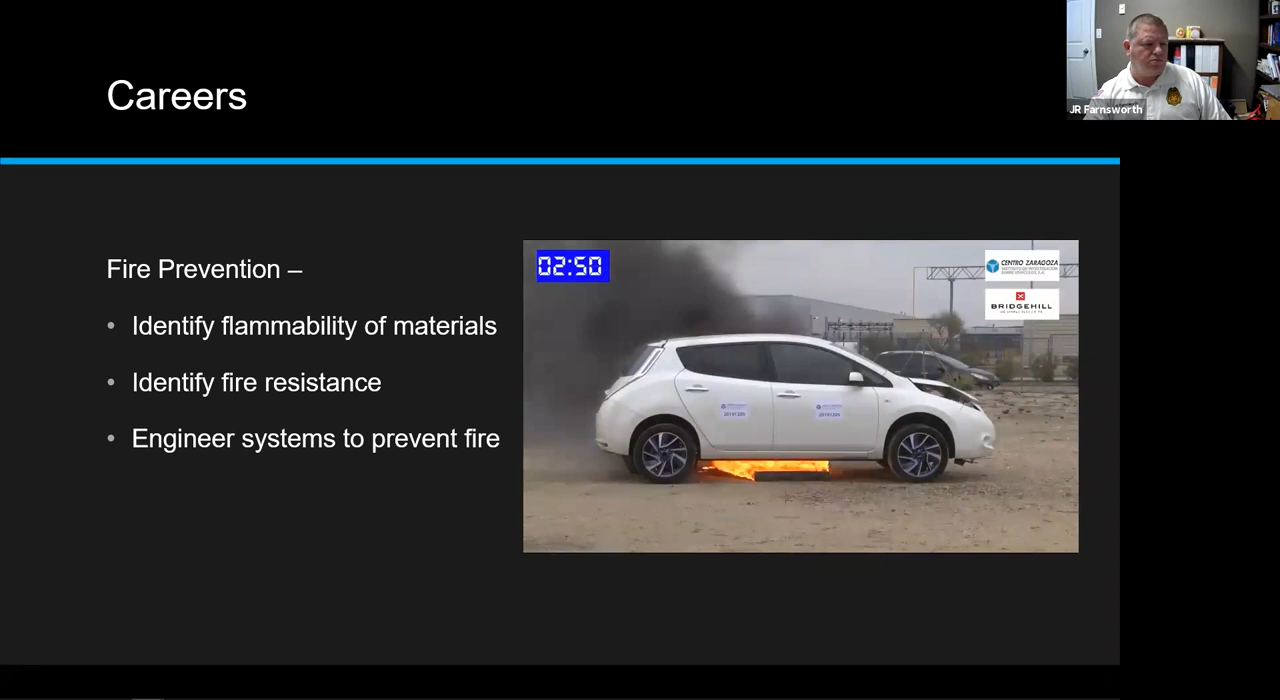 Careers
JR Farnsworth
Fire Prevention –
• Identify flammability of materials
• Identify fire resistance
• Engineer systems to prevent fire
02:50
CENTRO ZARAGOZA
BRIDGEHILL